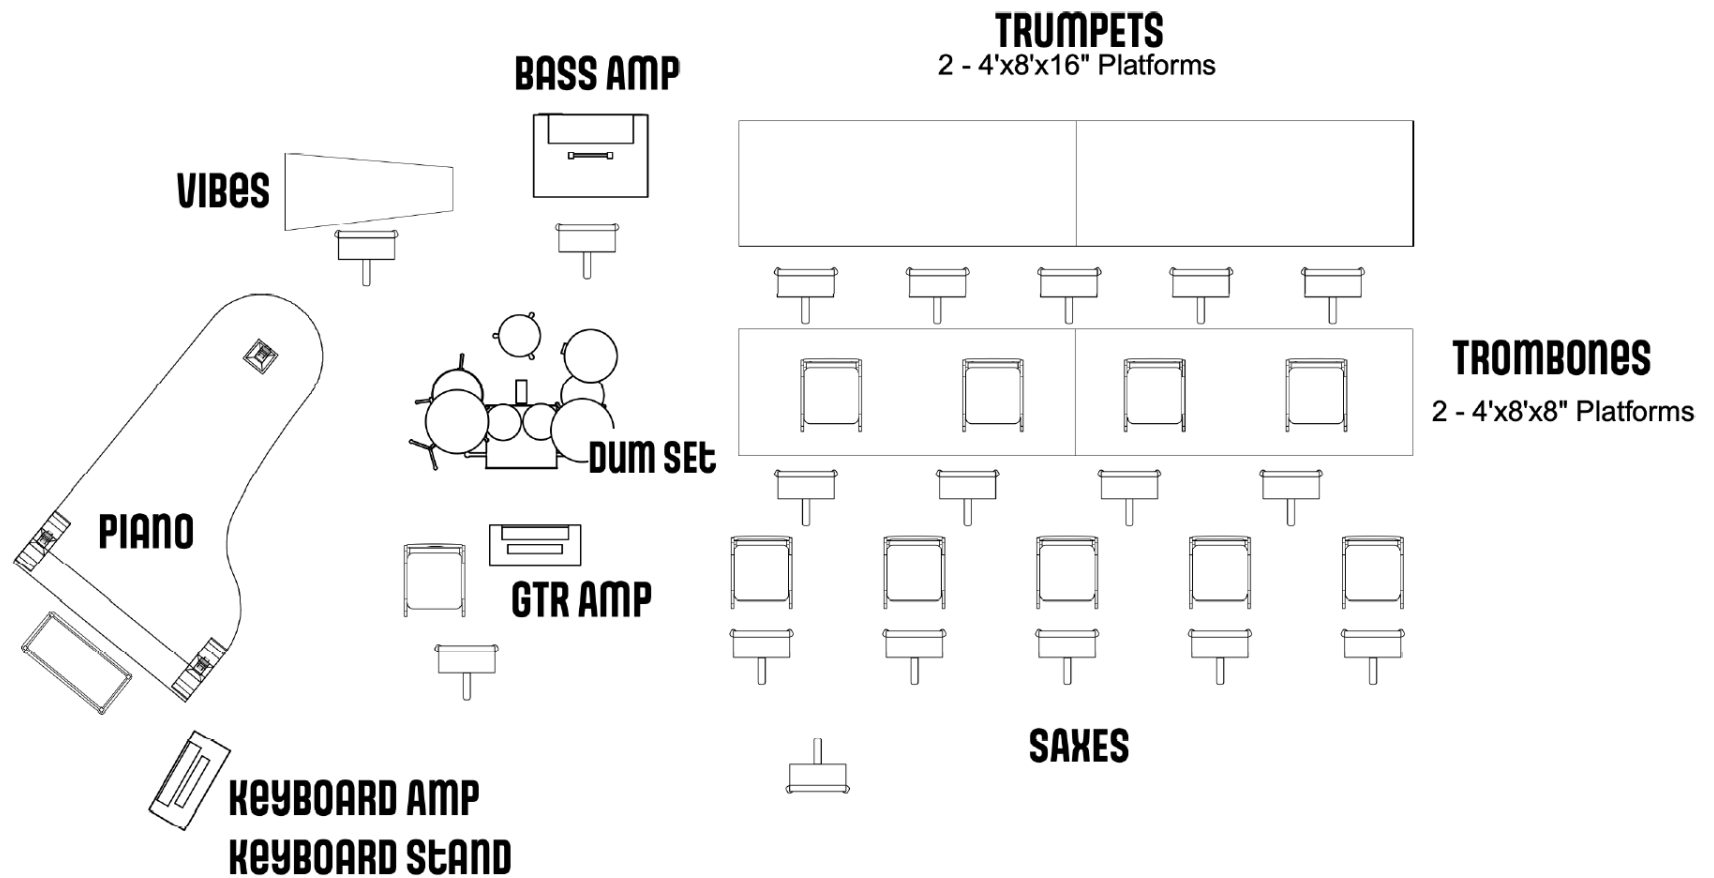 TRUMPETS
2 - 4'x8'x16" Platforms
BASS AMP
VIBES
TROMBONES
2 - 4'x8'x8" Platforms
DUM SET
PIANO
GTR AMP
SAXES
KEYBOARD AMP
KEYBOARD STAND